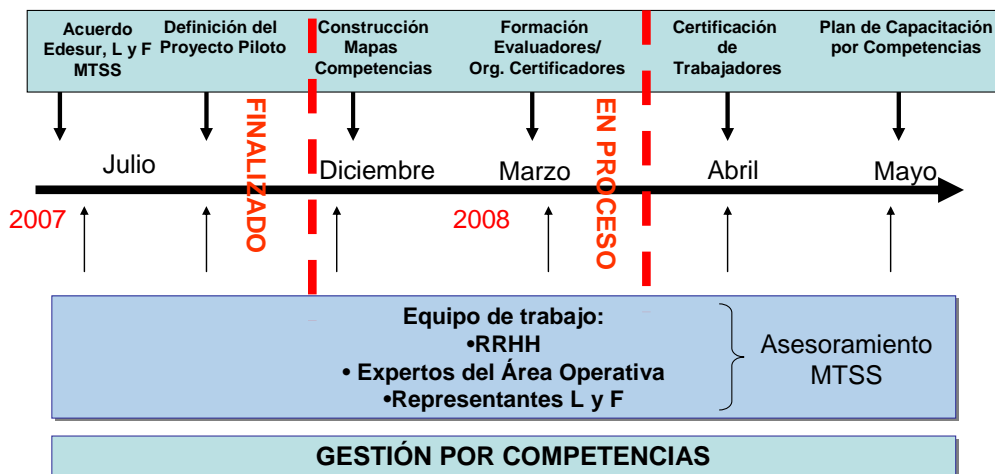 Acuerdo
Edesur, L y F
MTSS
Definición del
Proyecto Piloto
Construcción
Mapas
Competencias
Formación
Evaluadores/
Org. Certificadores
Certificación
de
Trabajadores
Plan de Capacitación
por Competencias
FINALIZADO
EN PROCESO
Julio
Diciembre
Marzo
Abril
Mayo
2007
2008
Equipo de trabajo:
•RRHH
• Expertos del Área Operativa
•Representantes L y F
Asesoramiento
MTSS
GESTIÓN POR COMPETENCIAS